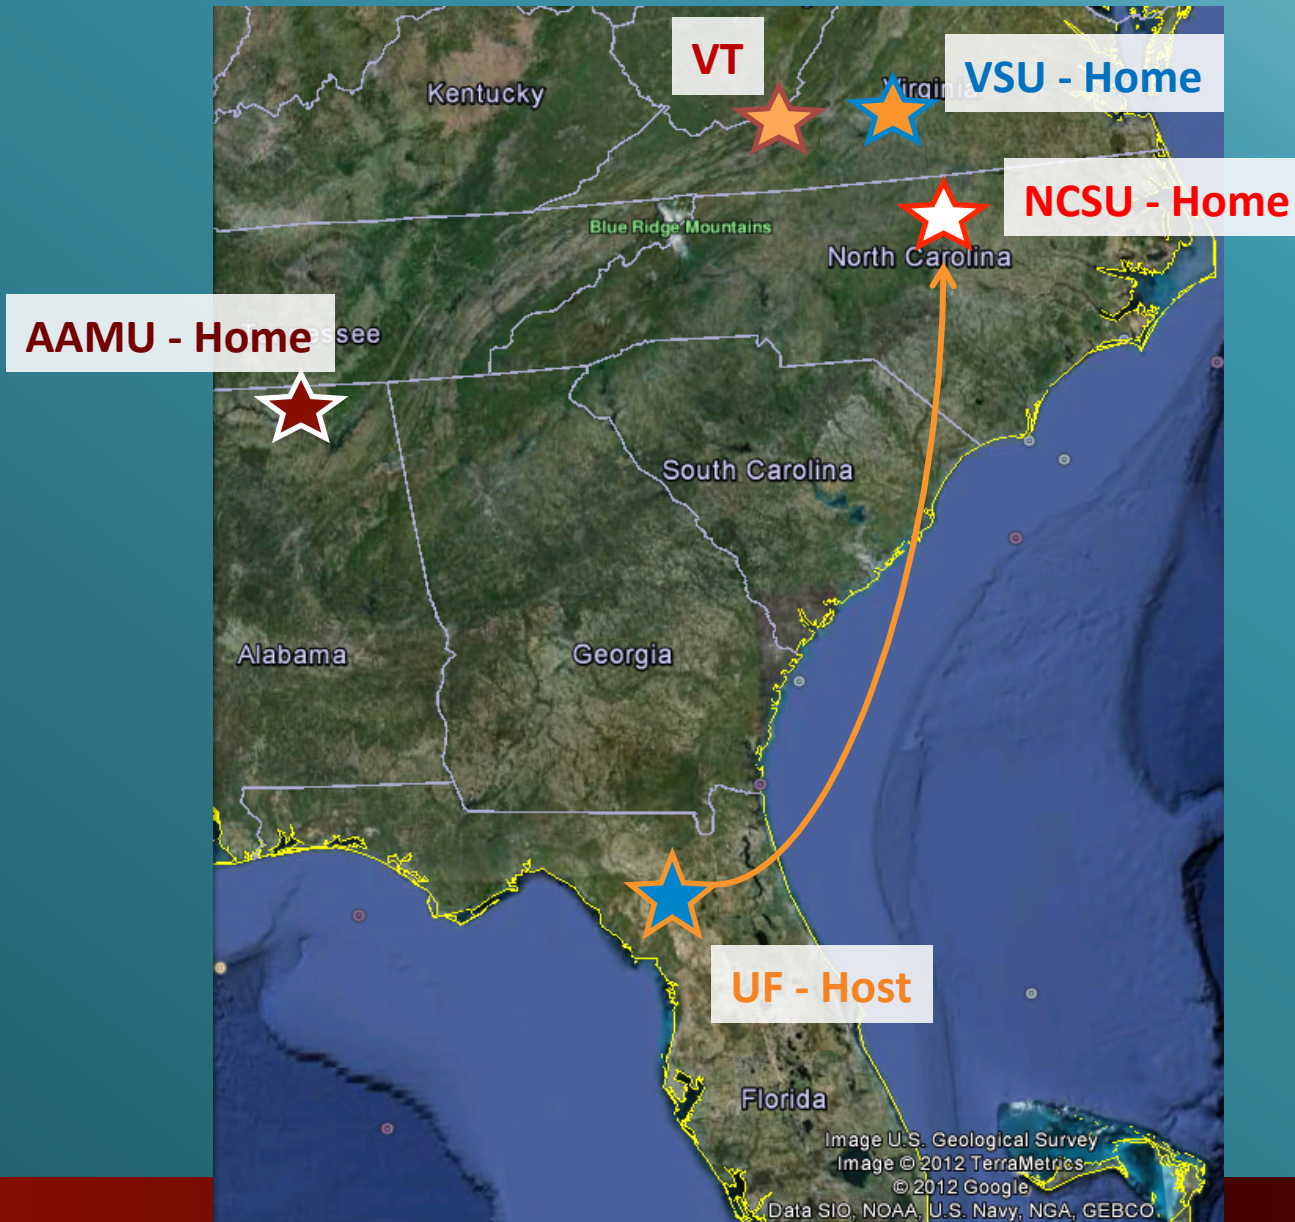 VT
VSU - Home
Kentucky
Virginia
NCSU - Home
Blue Ridge Mountains
North Carolina
AAMU - Home
Tennessee
South Carolina
Alabama
Georgia
UF - Host
Florida
Image U.S. Geological Survey
Image © 2012 TerraMetrics
© 2012 Google
Data SIO, NOAA, U.S. Navy, NGA, GEBCO